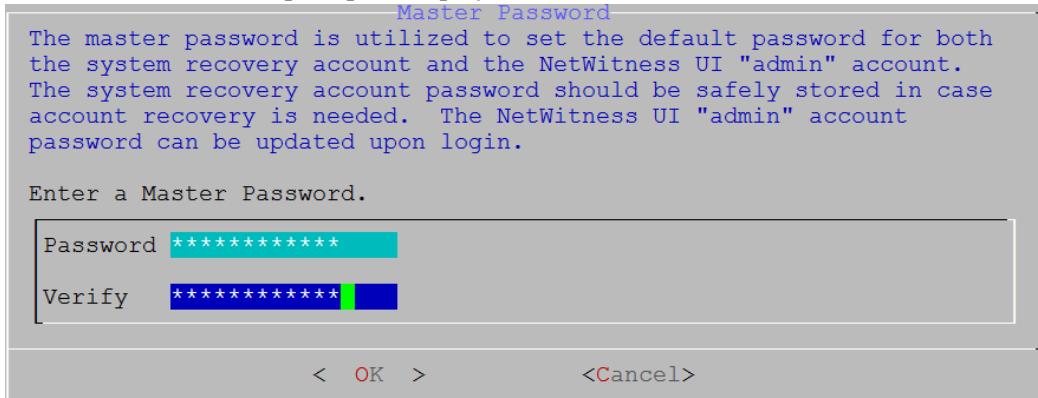 Master Password
The master password is utilized to set the default password for both
the system recovery account and the NetWitness UI "admin" account.
The system recovery account password should be safely stored in case
account recovery is needed.  The NetWitness UI "admin" account
password can be updated upon login.
Enter a Master Password.
Password ************
Verify ************
< OK > <Cancel>